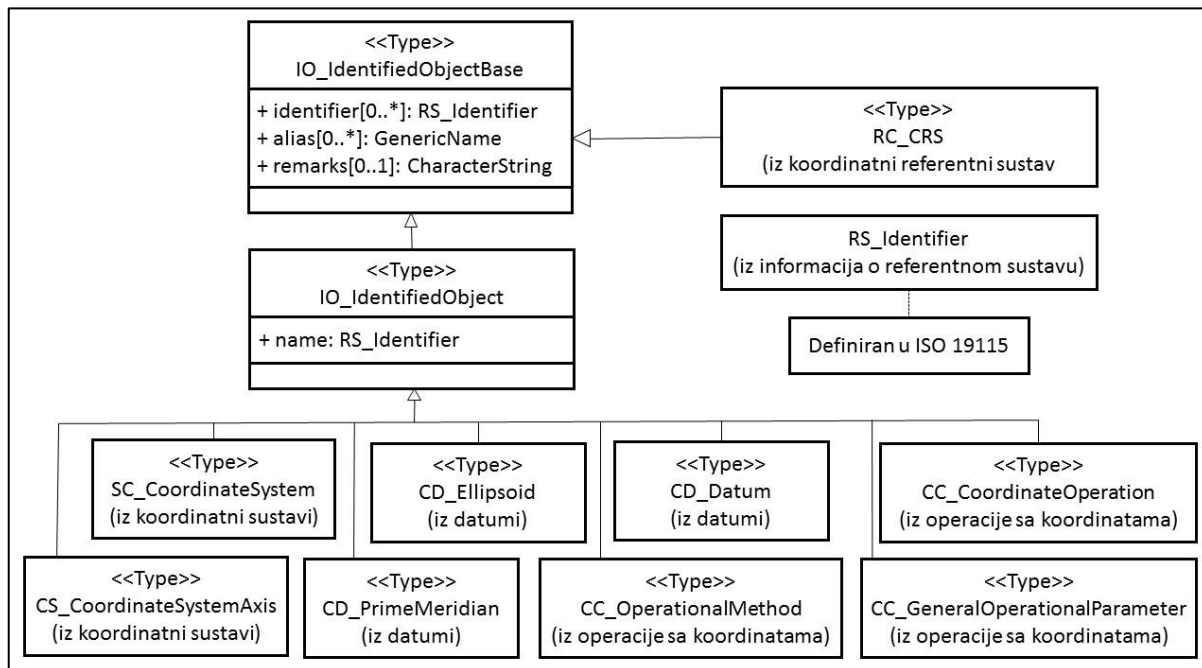 <<Type>>
IO_IdentifiedObjectBase
+ identifier[0..*]: RS_Identifier
+ alias[0..*]: GenericName
+ remarks[0..1]: CharacterString
<<Type>>
RC_CRS
(iz koordinatni referentni sustav
RS_Identifier
(iz informacija o referentnom sustavu)
Definiran u ISO 19115
<<Type>>
IO_IdentifiedObject
+ name: RS_Identifier
<<Type>>
SC_CoordinateSystem
(iz koordinatni sustavi)
<<Type>>
CD_Ellipsoid
(iz datumi)
<<Type>>
CD_Datum
(iz datumi)
<<Type>>
CC_CoordinateOperation
(iz operacije sa koordinatama)
<<Type>>
CS_CoordinateSystemAxis
(iz koordinatni sustavi)
<<Type>>
CD_PrimeMeridian
(iz datumi)
<<Type>>
CC_OperationalMethod
(iz operacije sa koordinatama)
<<Type>>
CC_GeneralOperationalParameter
(iz operacije sa koordinatama)